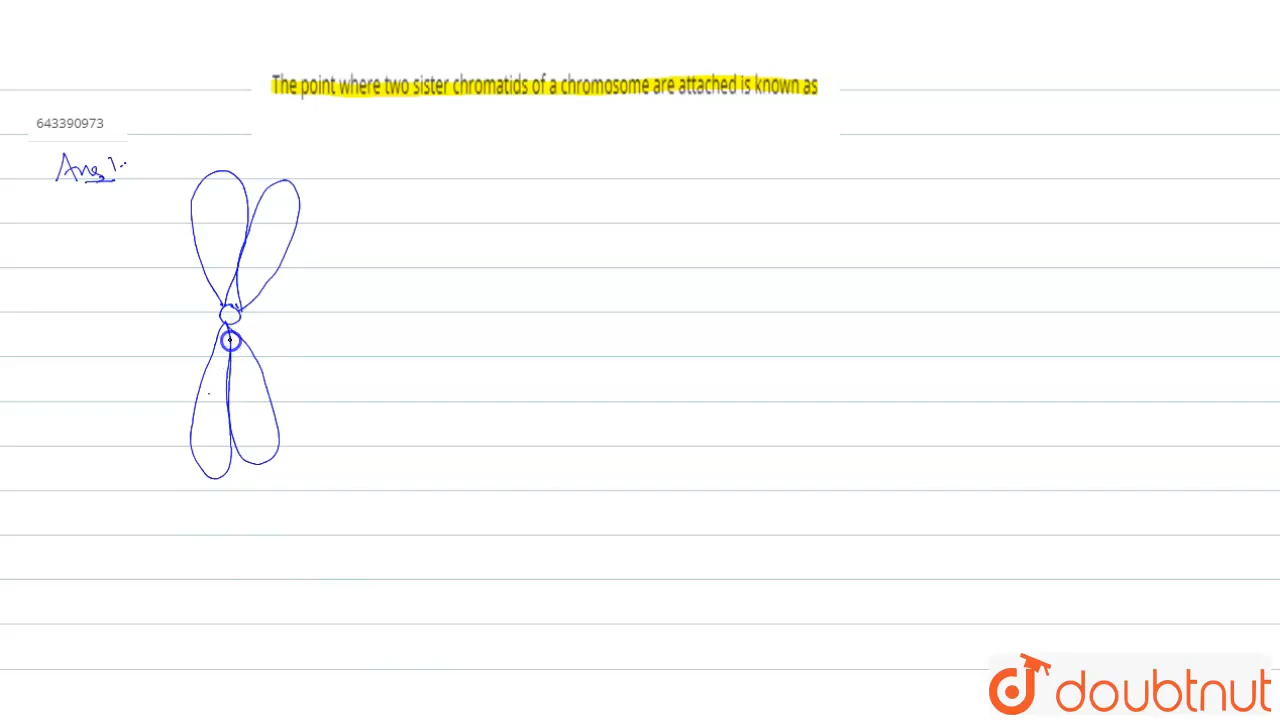 The point where two sister chromatids of a chromosome are attached is known as
643390973
Ans:-
doubtnut